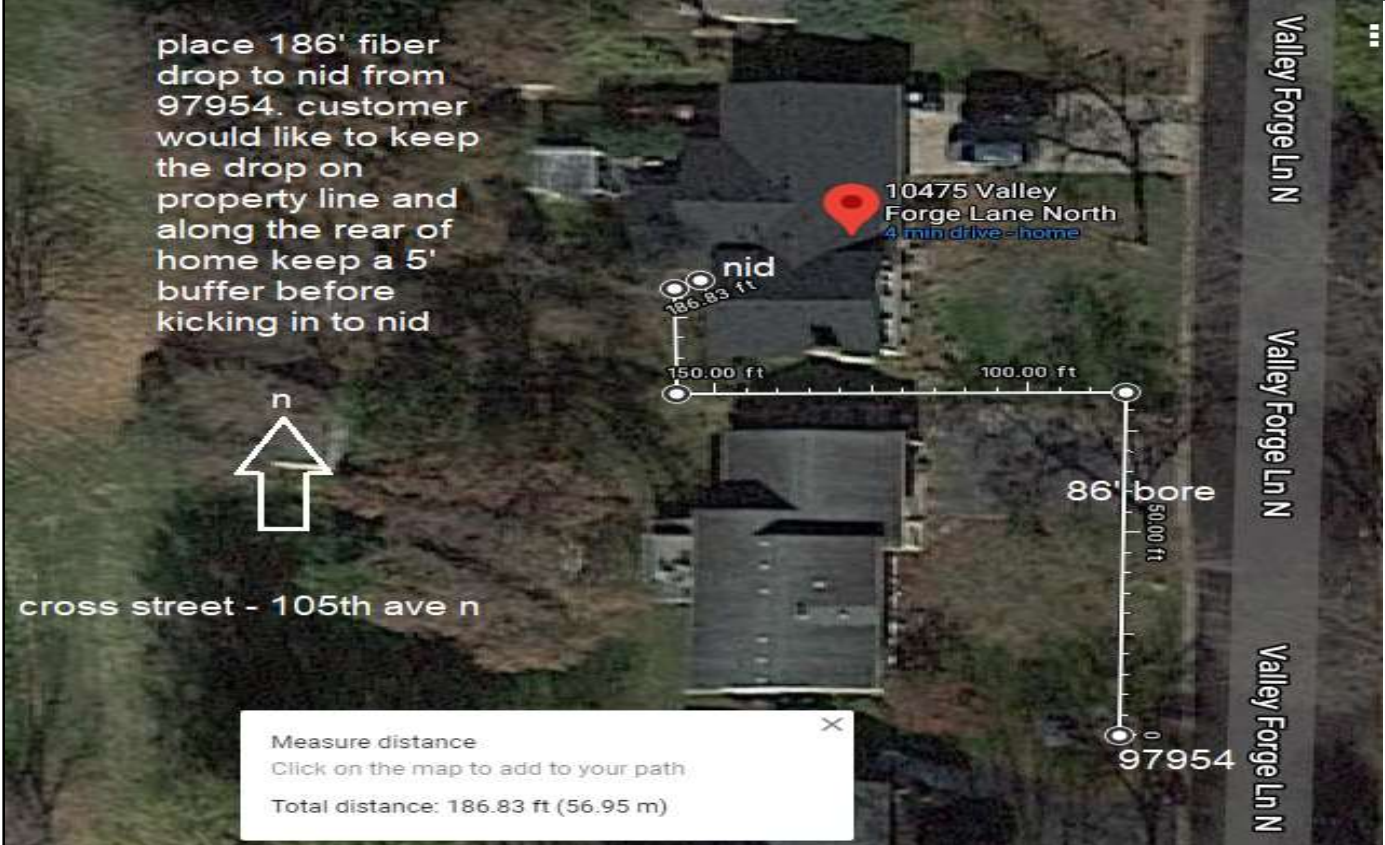 place 186' fiber
drop to nid from
97954. customer
would like to keep
the drop on
property line and
along the rear of
home keep a 5'
buffer before
kicking in to nid
Valley Forge Ln N
10475 Valley
Forge Lane North
4 min drive - home
nid
186.83 ft
150.00 ft
100.00 ft
Valley Forge Ln N
n
86' bore
50.00 ft
cross street - 105th ave n
Valley Forge Ln N
0
97954
Measure distance
Click on the map to add to your path
Total distance: 186.83 ft (56.95 m)